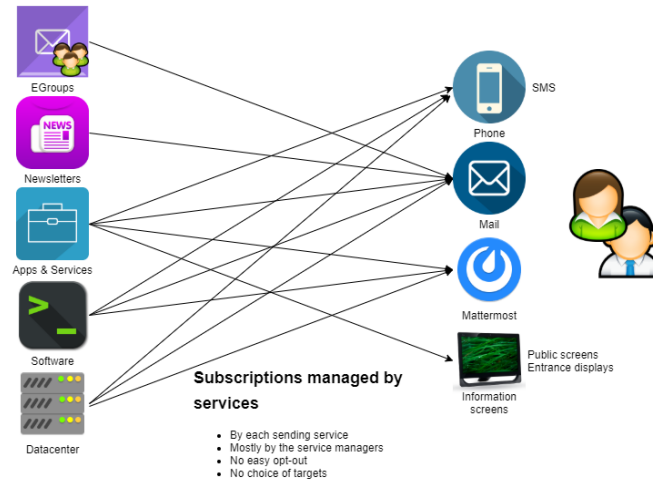 EGroups
NEWS
Newsletters
Apps & Services
Software
Datacenter
SMS
Phone
Mail
Mattermost
Public screens
Entrance displays
Information
screens
Subscriptions managed by
services
By each sending service
Mostly by the service managers
No easy opt-out
No choice of targets